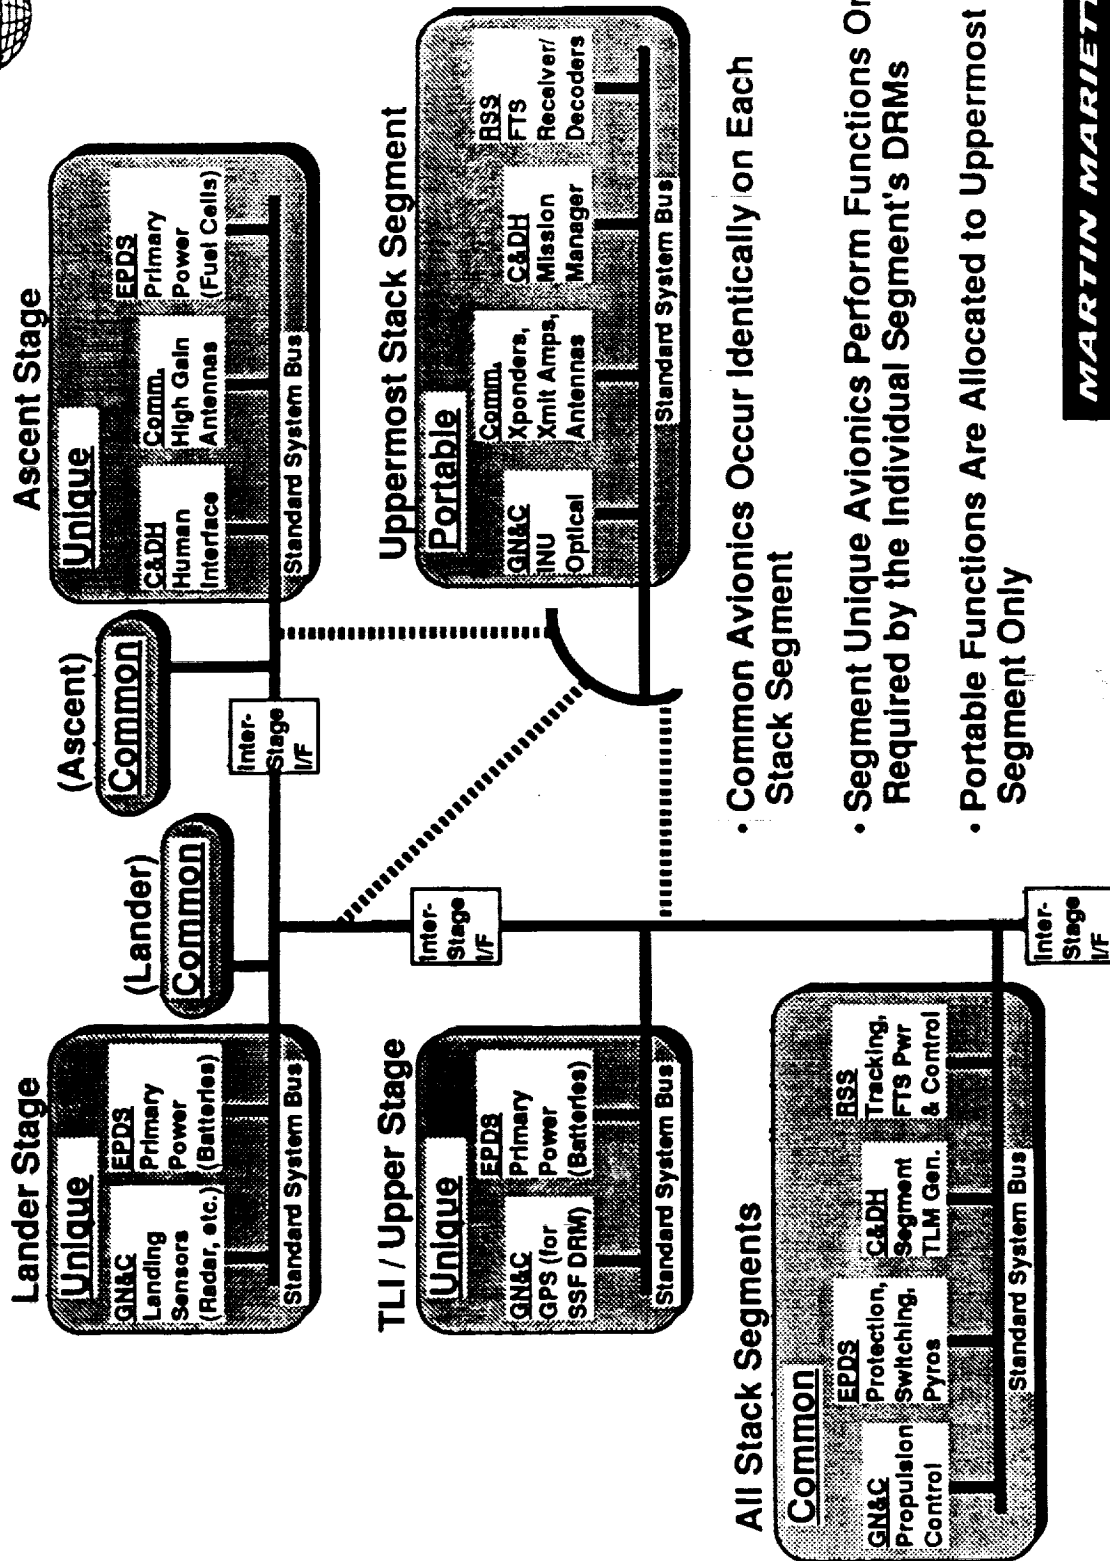 Lander Stage
Unique
GN&C
Landing
Sensors
(Radar, etc.)
EPDS
Primary
Power
(Batteries)
Standard System Bus
(Lander)
Common
(Ascent)
Common
Inter-
Stage
I/F
Ascent Stage
Unique
C&DH
Human
Interface
Comm.
High Gain
Antennas
EPDS
Primary
Power
(Fuel Cells)
Standard System Bus
TLI / Upper Stage
Unique
GN&C
GPS (for
SSF DRM)
EPDS
Primary
Power
(Batteries)
Standard System Bus
Inter-
Stage
I/F
Uppermost Stack Segment
Portable
GN&C
INU
Optical
Comm.
Xponders,
Xmit Amps,
Antennas
C&DH
Mission
Manager
RSS
FTS
Receiver/
Decoders
Standard System Bus
All Stack Segments
Common
GN&C
Propulsion
Control
EPDS
Protection,
Switching,
Pyros
C&DH
Segment
TLM Gen.
RSS
Tracking,
FTS Pwr
& Control
Standard System Bus
Inter-
Stage
I/F
• Common Avionics Occur Identically on Each
Stack Segment
• Segment Unique Avionics Perform Functions
Required by the Individual Segment's DRMs
• Portable Functions Are Allocated to Uppermost
Segment Only
MARTIN